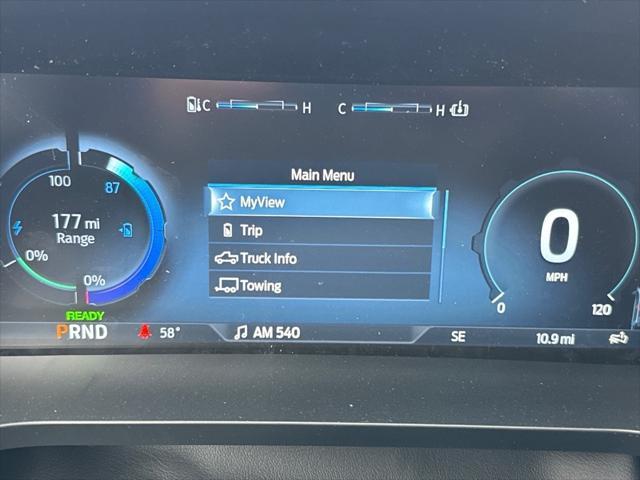 C H C H
Main Menu
MyView
Trip
Truck Info
Towing
100 87
177 mi
Range
0%
0%
0
MPH
0 120
READY
PRND 58° AM 540 SE 10.9 mi